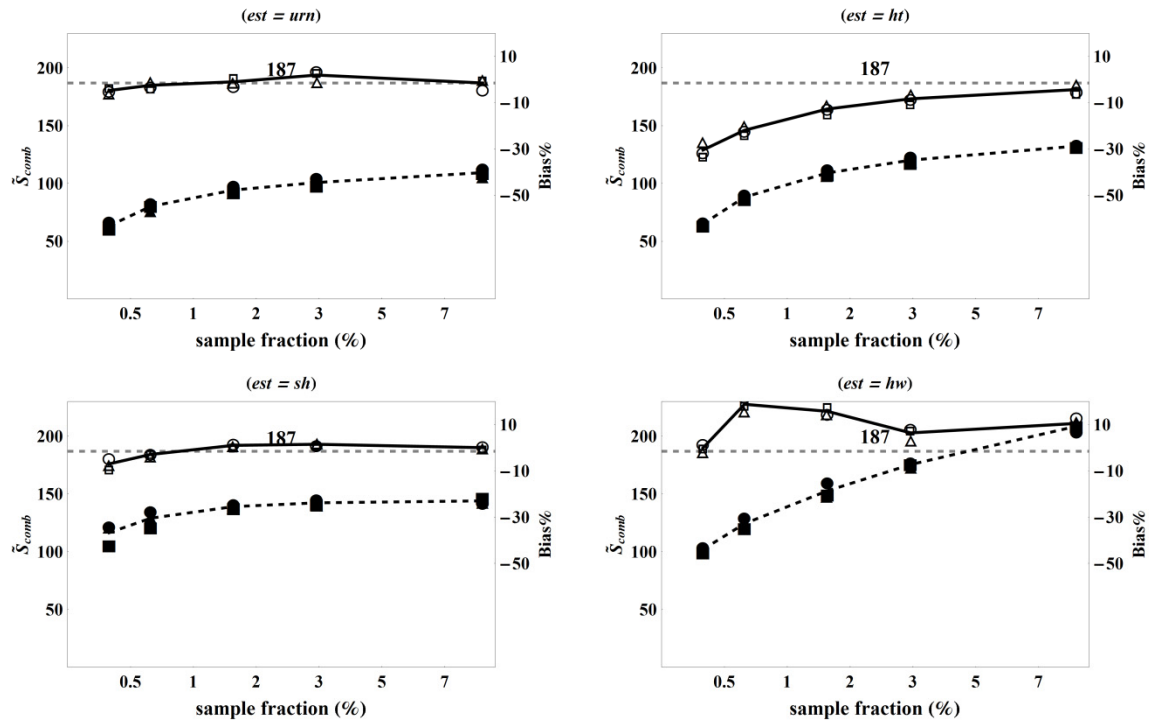 (est = urn)
200
150
100
50
S̃comb
187
10
−10
−30
−50
Bias%
0.5 1 2 3 5 7
sample fraction (%)
(est = ht)
200
150
100
50
S̃comb
187
10
−10
−30
−50
Bias%
0.5 1 2 3 5 7
sample fraction (%)
(est = sh)
200
150
100
50
S̃comb
187
10
−10
−30
−50
Bias%
0.5 1 2 3 5 7
sample fraction (%)
(est = hw)
200
150
100
50
S̃comb
187
10
−10
−30
−50
Bias%
0.5 1 2 3 5 7
sample fraction (%)